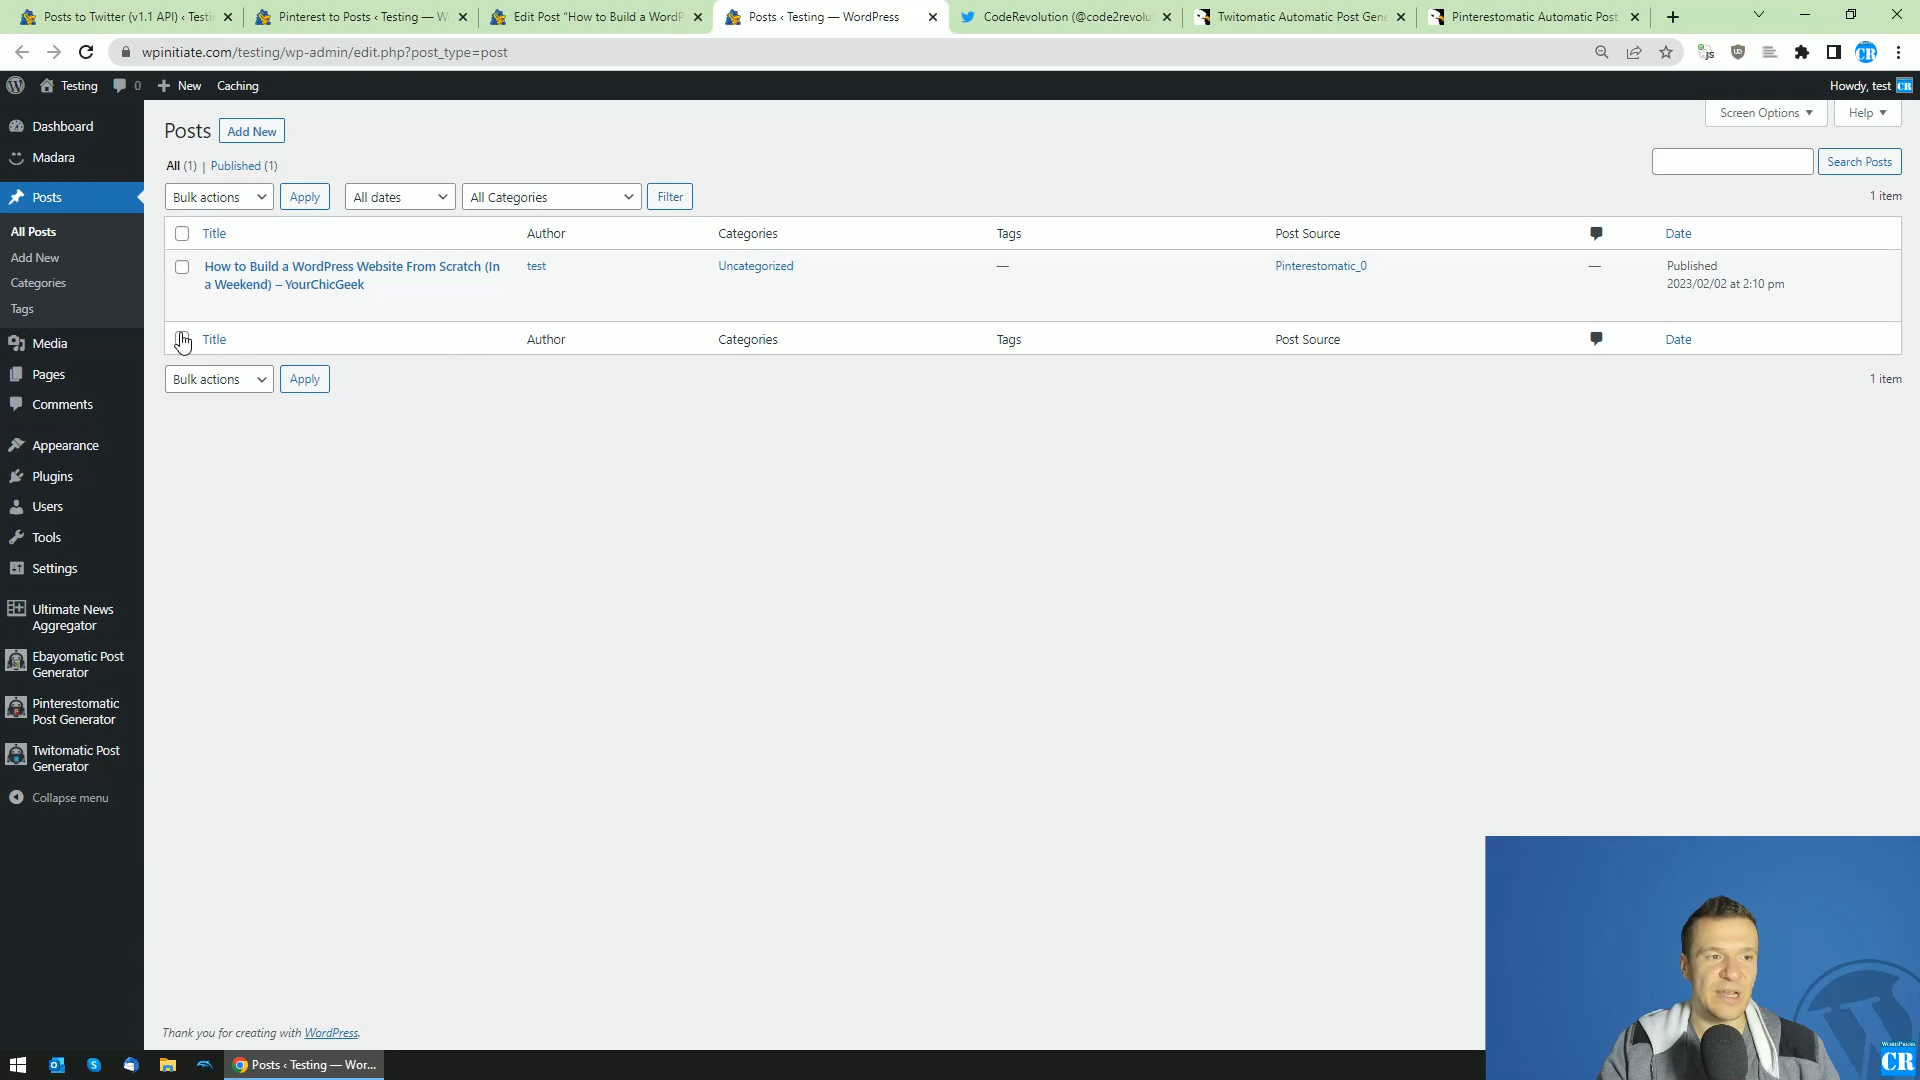 Posts to Twitter (v1.1 API) ‹ Testi
Pinterest to Posts ‹ Testing — W
Edit Post “How to Build a WordP
Posts ‹ Testing — WordPress
CodeRevolution (@code2revolu
Twitomatic Automatic Post Gene
Pinterestomatic Automatic Post
wpinitiate.com/testing/wp-admin/edit.php?post_type=post
Testing
0
New
Caching
Howdy, test
Dashboard
Madara
Posts
All Posts
Add New
Categories
Tags
Media
Pages
Comments
Appearance
Plugins
Users
Tools
Settings
Ultimate News
Aggregator
Ebayomatic Post
Generator
Pinterestomatic
Post Generator
Twitomatic Post
Generator
Collapse menu
Posts
Add New
Screen Options
Help
All (1) | Published (1)
Search Posts
Bulk actions
Apply
All dates
All Categories
Filter
1 item
Title
Author
Categories
Tags
Post Source
Date
How to Build a WordPress Website From Scratch (In
a Weekend) – YourChicGeek
test
Uncategorized
—
Pinterestomatic_0
—
Published
2023/02/02 at 2:10 pm
Title
Author
Categories
Tags
Post Source
Date
Bulk actions
Apply
1 item
Thank you for creating with WordPress.
Posts ‹ Testing — Wor...
WordPress
CR